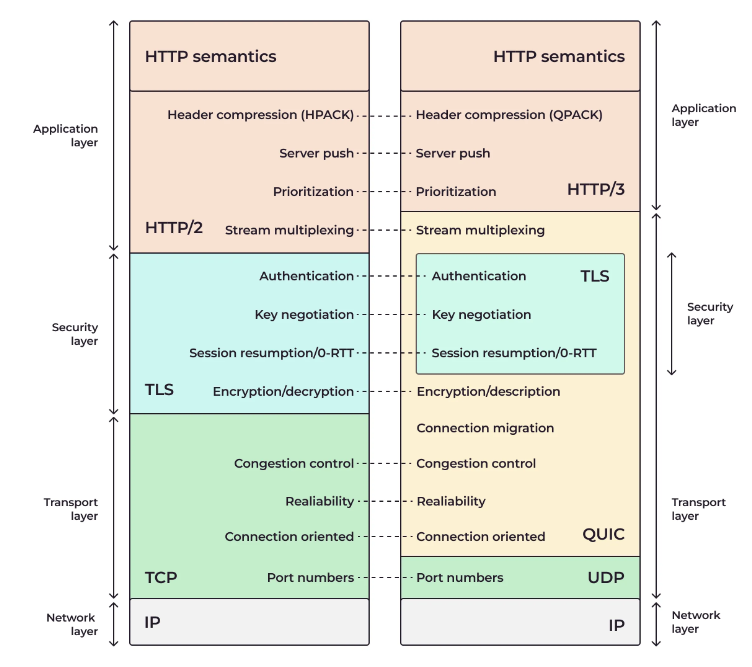 HTTP semantics
HTTP semantics
Application
layer
Header compression (HPACK)
Header compression (QPACK)
Application
layer
Server push
Server push
Prioritization
Prioritization
HTTP/3
HTTP/2
Stream multiplexing
Stream multiplexing
Authentication
Authentication
TLS
Security
layer
Key negotiation
Key negotiation
Security
layer
Session resumption/0-RTT
Session resumption/0-RTT
TLS
Encryption/decryption
Encryption/description
Connection migration
Congestion control
Congestion control
Transport
layer
Realiability
Realiability
Transport
layer
Connection oriented
Connection oriented
QUIC
TCP
Port numbers
Port numbers
UDP
Network
layer
IP
IP
Network
layer